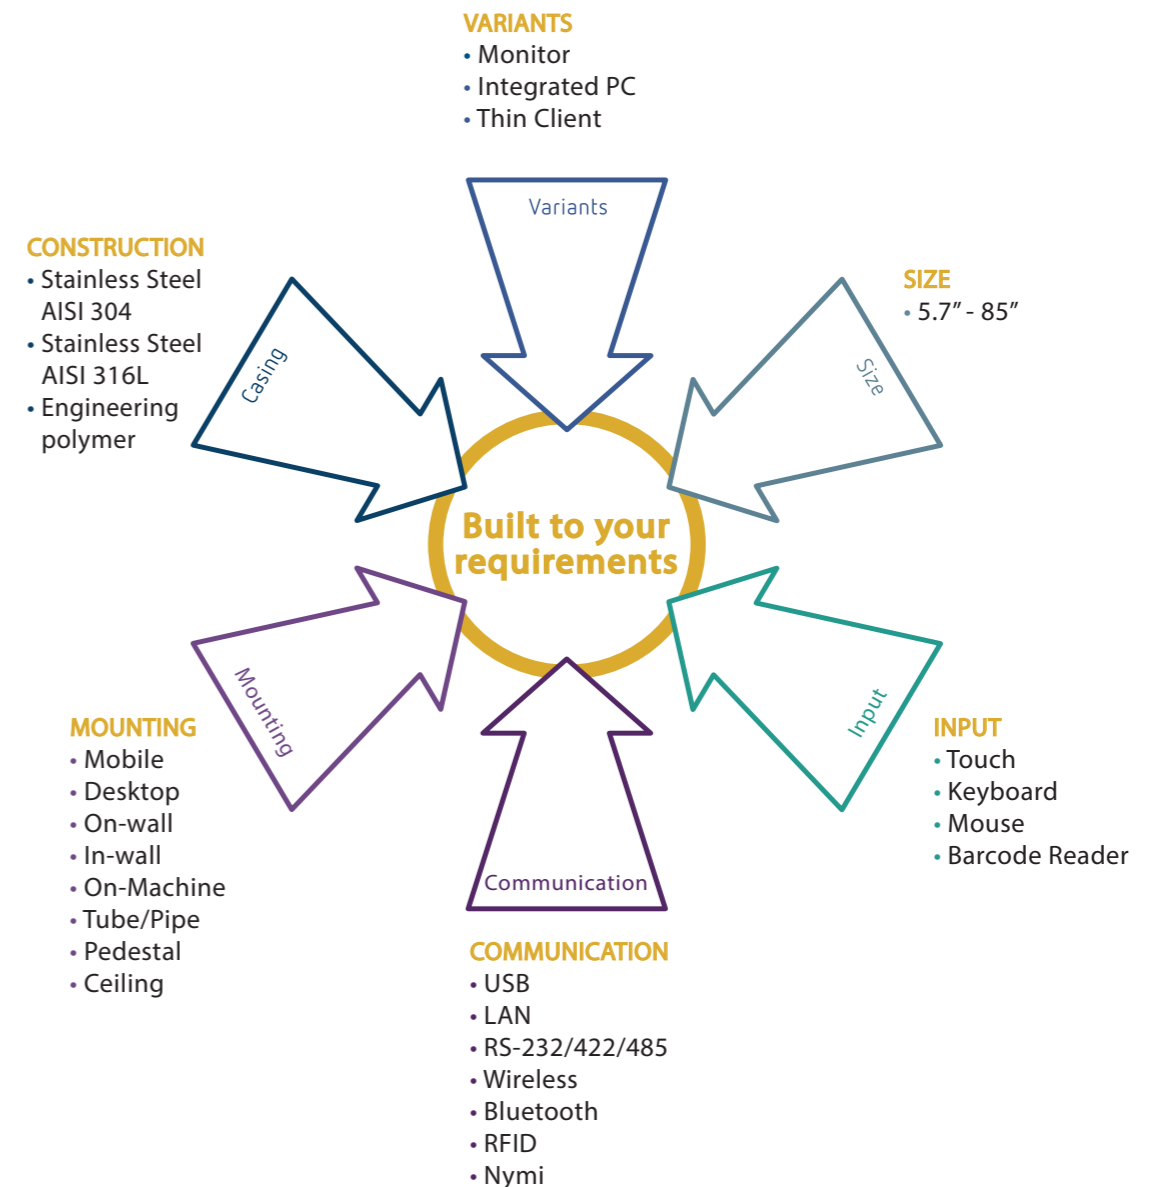 VARIANTS
• Monitor
• Integrated PC
• Thin Client
Variants
CONSTRUCTION
• Stainless Steel
AISI 304
• Stainless Steel
AISI 316L
• Engineering
polymer
Casing
SIZE
• 5.7” - 85”
Size
Built to your
requirements
MOUNTING
• Mobile
• Desktop
• On-wall
• In-wall
• On-Machine
• Tube/Pipe
• Pedestal
• Ceiling
Mounting
Input
INPUT
• Touch
• Keyboard
• Mouse
• Barcode Reader
Communication
COMMUNICATION
• USB
• LAN
• RS-232/422/485
• Wireless
• Bluetooth
• RFID
• Nymi